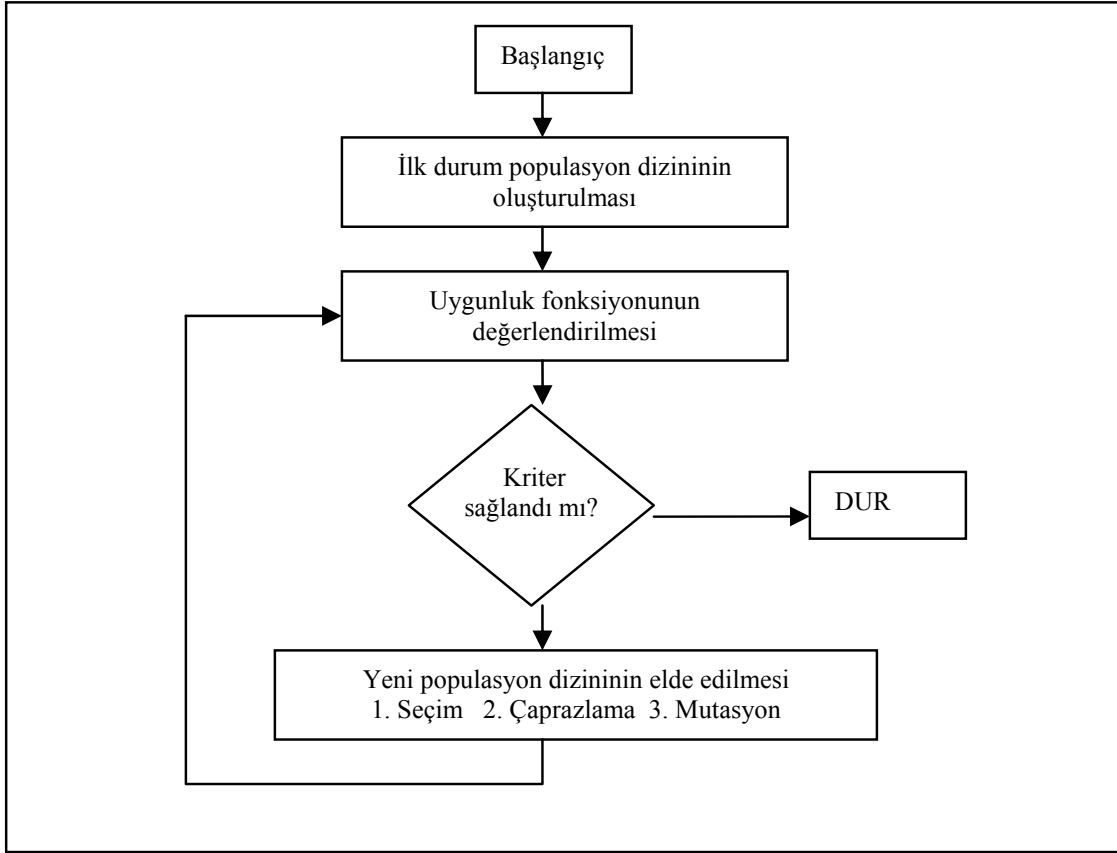 Başlangıç
İlk durum populasyon dizininin
oluşturulması
Uygunluk fonksiyonunun
değerlendirilmesi
Kriter
sağlandı mı?
DUR
Yeni populasyon dizininin elde edilmesi
1. Seçim 2. Çaprazlama 3. Mutasyon